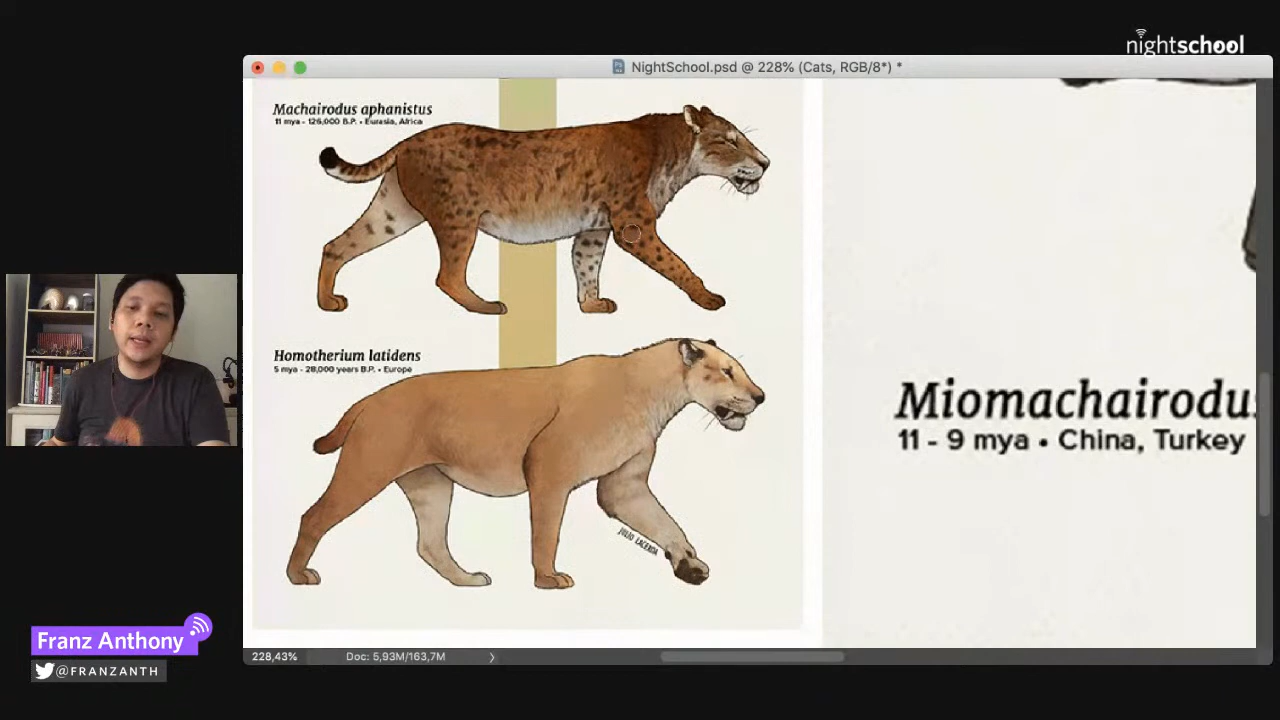 nightschool
NightSchool.psd @ 228% (Cats, RGB/8*) *
Machairodus aphanistus
11 mya - 126,000 B.P. • Eurasia, Africa
Homotherium latidens
5 mya - 28,000 years B.P. • Europe
JULIO LACERDA
Miomachairodu
11 - 9 mya • China, Turkey
Franz Anthony
@FRANZANTH
228,43%
Doc: 5,93M/163,7M